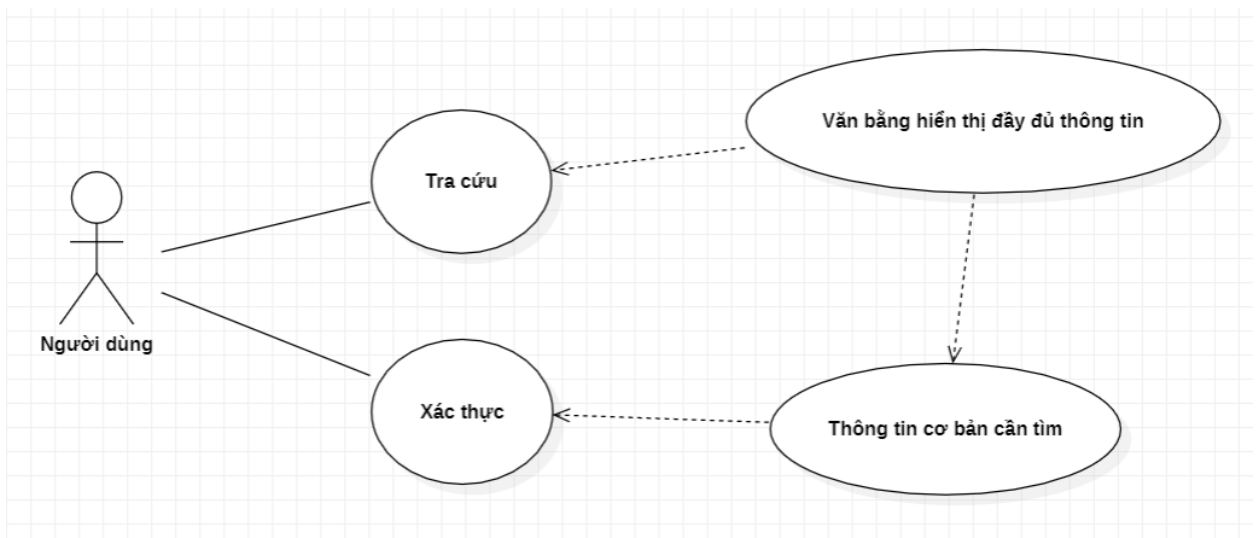 Văn bằng hiển thị đầy đủ thông tin
Tra cứu
Người dùng
Xác thực
Thông tin cơ bản cần tìm